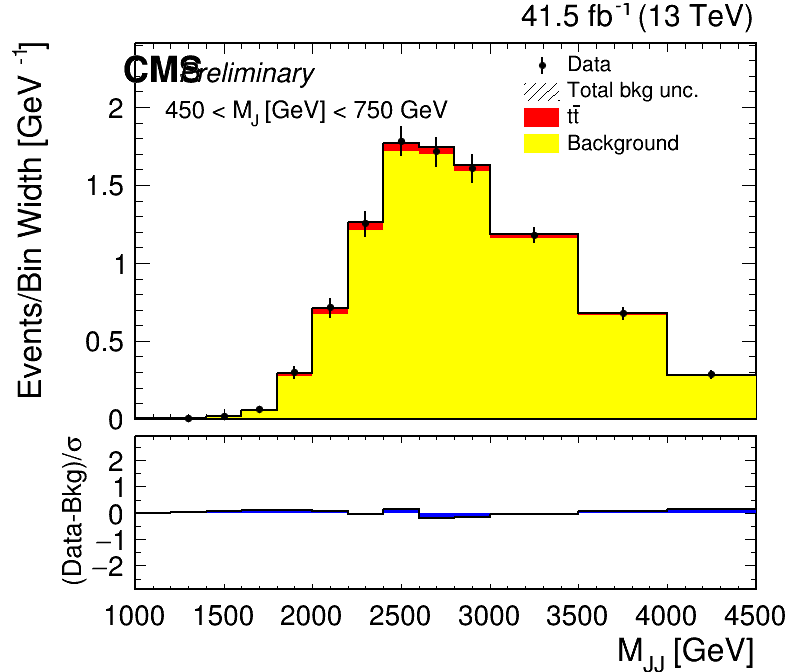 41.5 fb⁻¹ (13 TeV)
CMS Preliminary
450 < M_J [GeV] < 750 GeV
Data
Total bkg unc.
tt̄
Background
Events/Bin Width [GeV⁻¹]
2
1.5
1
0.5
0
(Data-Bkg)/σ
2
1
0
−1
−2
1000 1500 2000 2500 3000 3500 4000 4500
M_JJ [GeV]